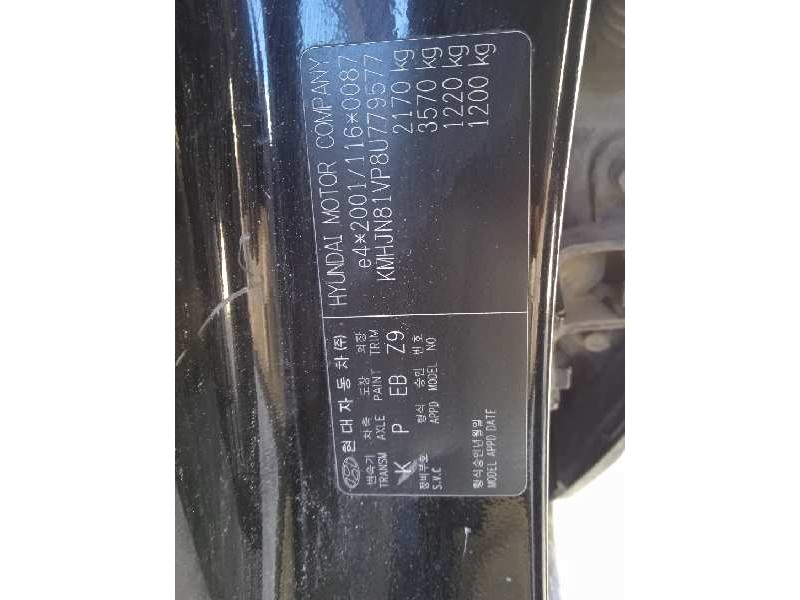 현대자동차(주) HYUNDAI MOTOR COMPANY
변속기 차축 도장 외장 e4*2001/116*0087
TRANSM AXLE PAINT TRIM KMHJN81VP8U779577
K P EB Z9 2170 kg
장비부호 형식 승인 번호 3570 kg
S.V.C APPD MODEL NO 1220 kg
형식승인년월일 1200 kg
MODEL APPD DATE